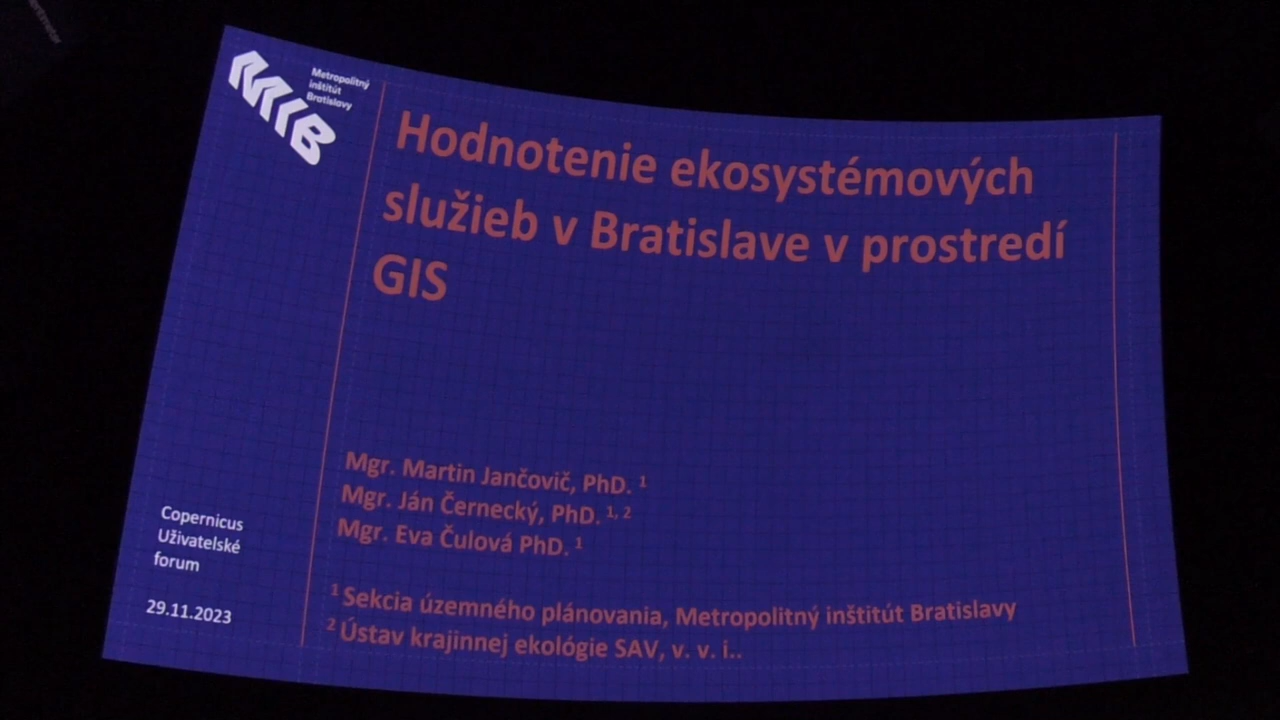 MIB
Metropolitný
inštitút
Bratislavy
Hodnotenie ekosystémových
služieb v Bratislave v prostredí
GIS
Mgr. Martin Jančovič, PhD. ¹
Mgr. Ján Černecký, PhD. ¹, ²
Mgr. Eva Čulová PhD. ¹
Copernicus
Uživatelské
forum
29.11.2023
¹ Sekcia územného plánovania, Metropolitný inštitút Bratislavy
² Ústav krajinnej ekológie SAV, v. v. i..